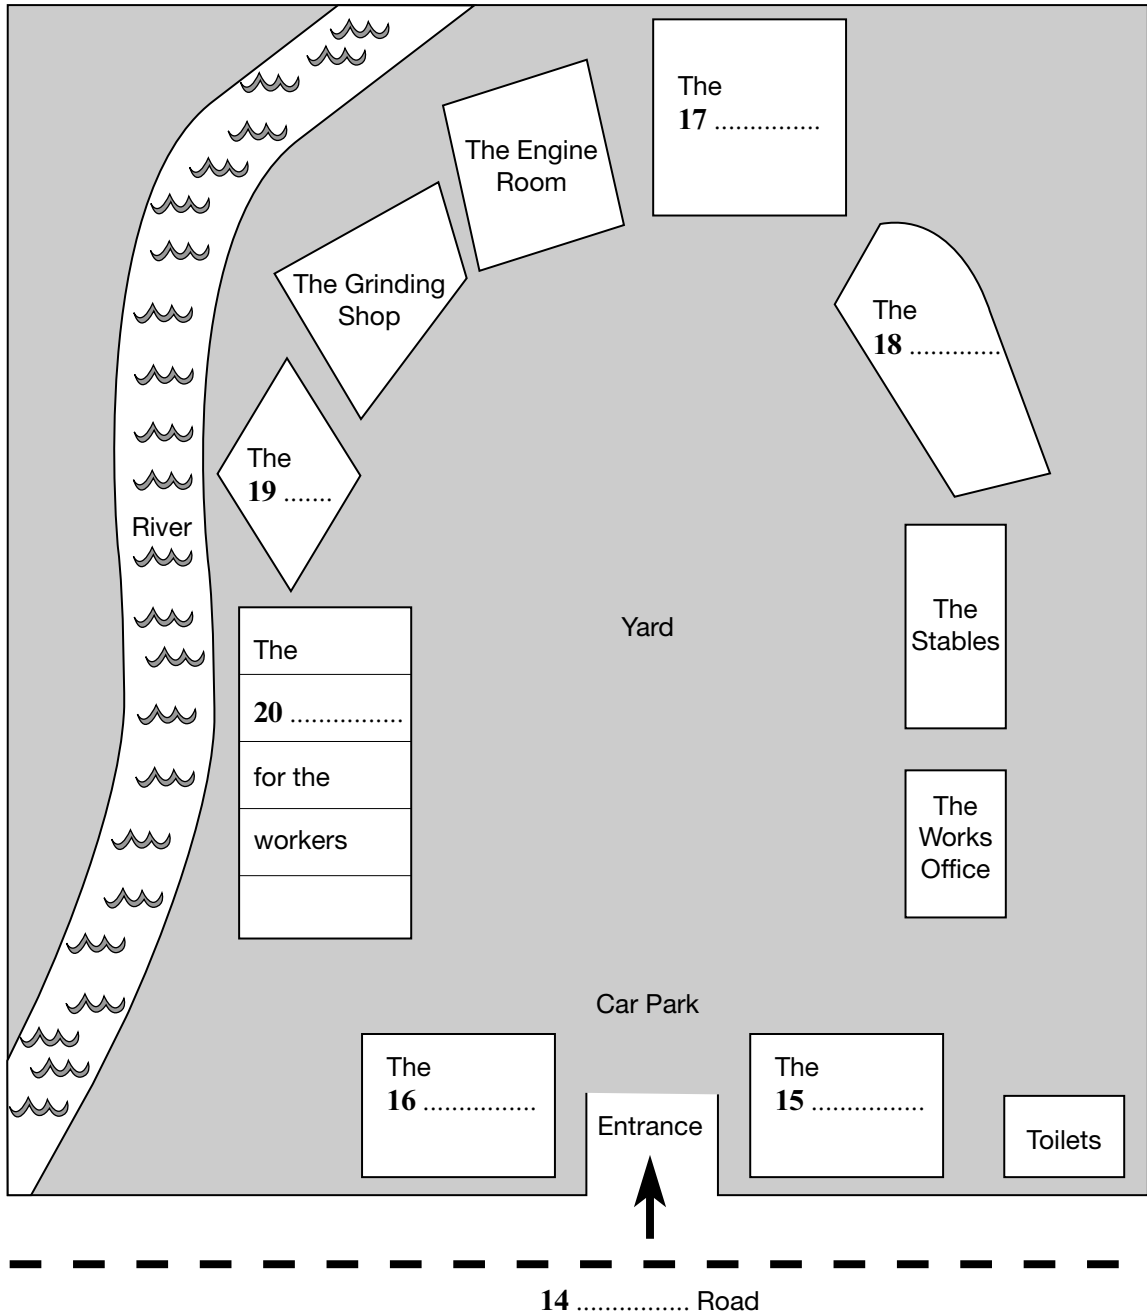 The
17 ...............
The Engine
Room
The Grinding
Shop
The
18 .............
The
19 .......
River
Yard
The
Stables
The
20 ................
for the
workers
The
Works
Office
Car Park
The
16 ................
The
15 ................
Entrance
Toilets
14 ................ Road